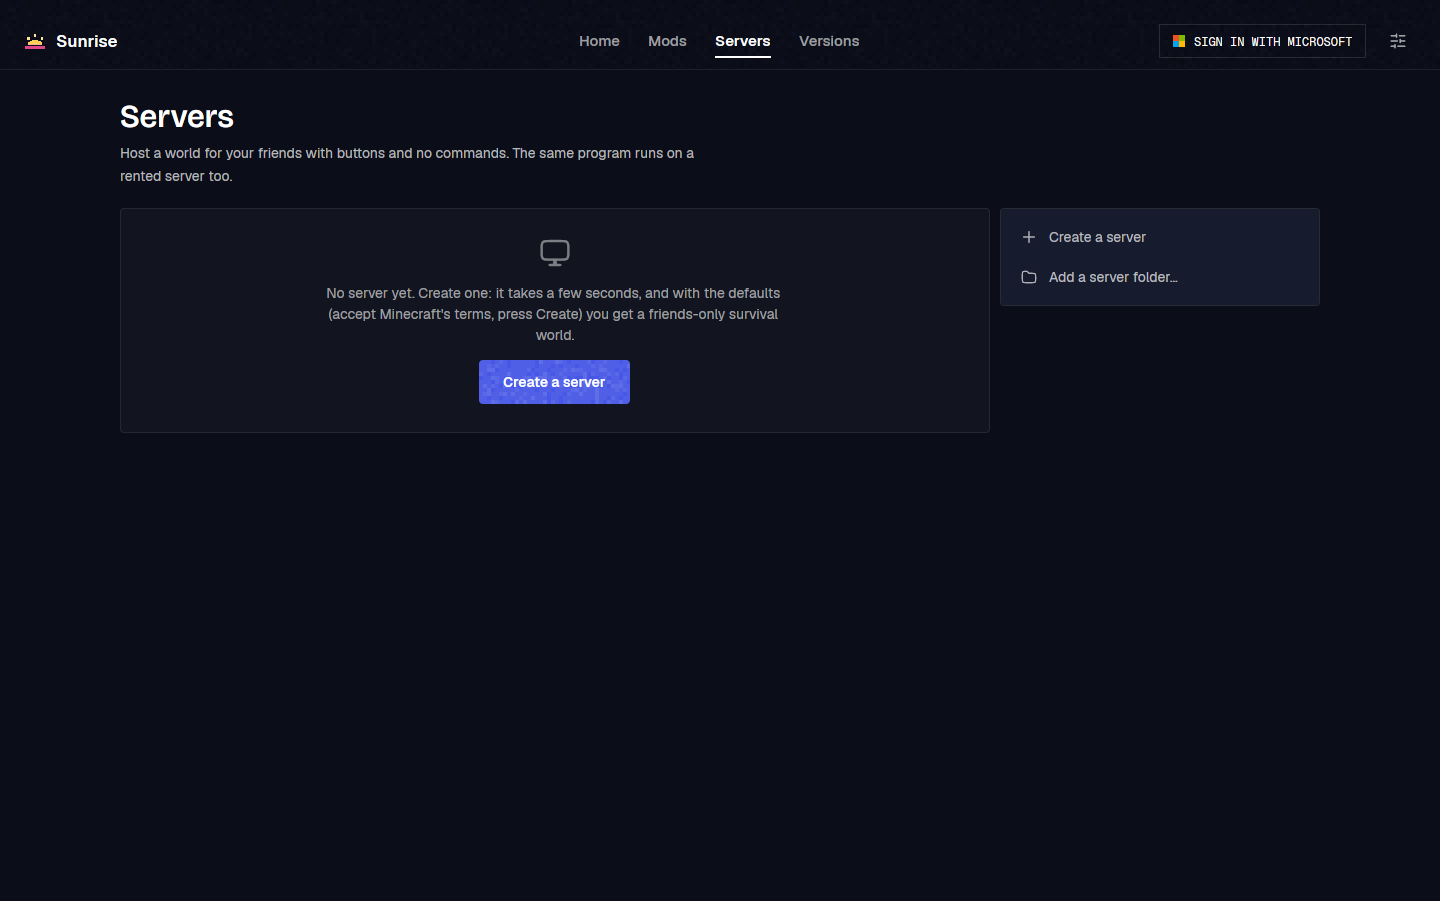 Sunrise
Home
Mods
Servers
Versions
SIGN IN WITH MICROSOFT
Servers
Host a world for your friends with buttons and no commands. The same program runs on a
rented server too.
No server yet. Create one: it takes a few seconds, and with the defaults
(accept Minecraft's terms, press Create) you get a friends-only survival
world.
Create a server
Create a server
Add a server folder...